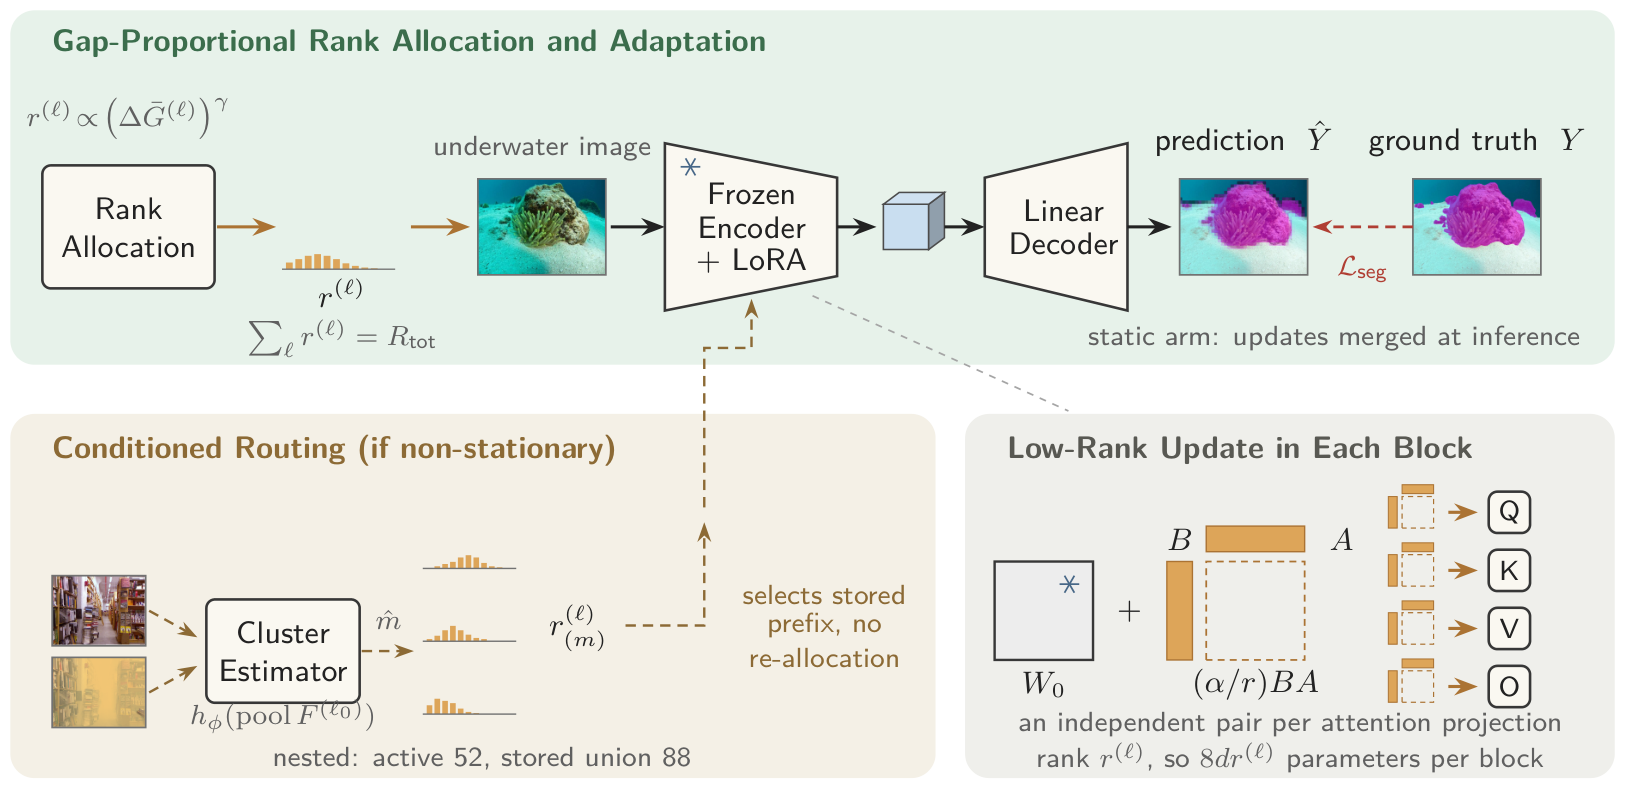 Gap-Proportional Rank Allocation and Adaptation
r^{(ℓ)} ∝ (ΔḠ^{(ℓ)})^γ
Rank
Allocation
r^{(ℓ)}
∑_ℓ r^{(ℓ)} = R_tot
underwater image
Frozen
Encoder
+ LoRA
Linear
Decoder
prediction Ŷ
ground truth Y
ℒ_seg
static arm: updates merged at inference
Conditioned Routing (if non-stationary)
Cluster
Estimator
h_ϕ(pool F^{(ℓ_0)})
m̂
r^{(ℓ)}_{(m)}
selects stored
prefix, no
re-allocation
nested: active 52, stored union 88
Low-Rank Update in Each Block
W_0
+
B
A
(α/r)BA
Q
K
V
O
an independent pair per attention projection
rank r^{(ℓ)}, so 8dr^{(ℓ)} parameters per block